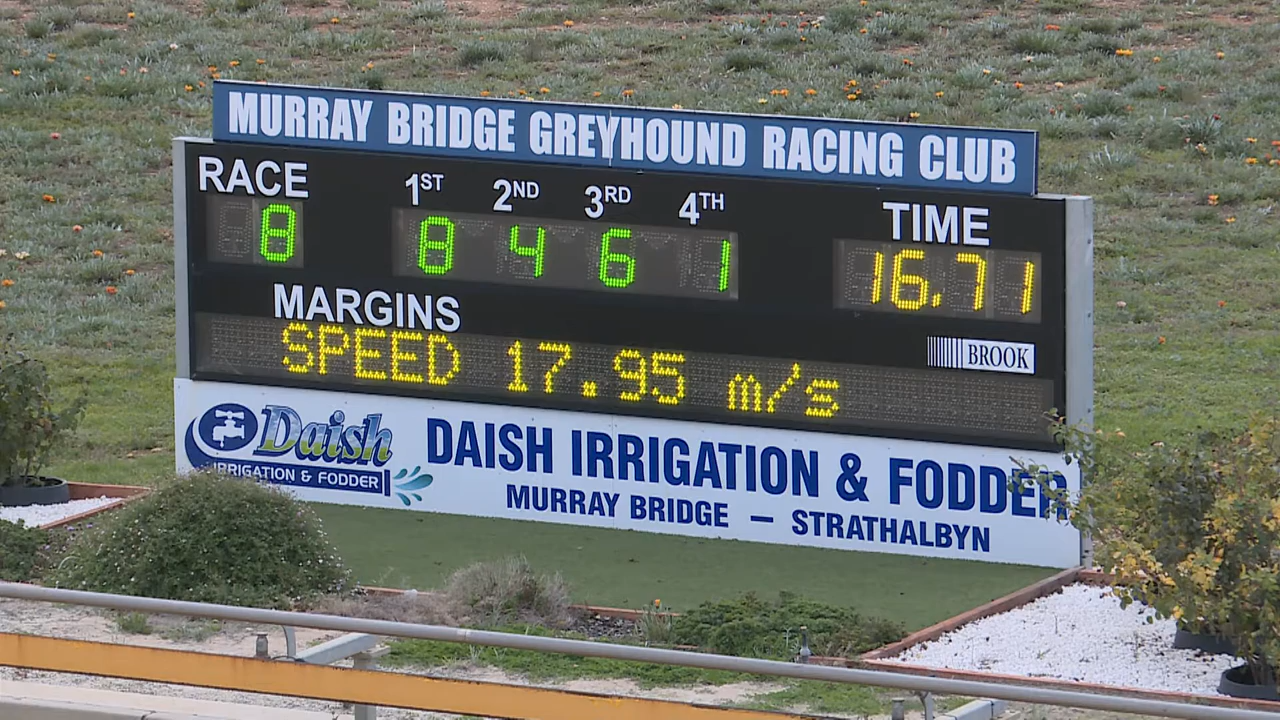 MURRAY BRIDGE GREYHOUND RACING CLUB
RACE 1ST 2ND 3RD 4TH TIME
8 8 4 6 1 16.71
MARGINS
BROOK
SPEED 17.95 m/s
Daish
IRRIGATION & FODDER
DAISH IRRIGATION & FODDER
MURRAY BRIDGE — STRATHALBYN